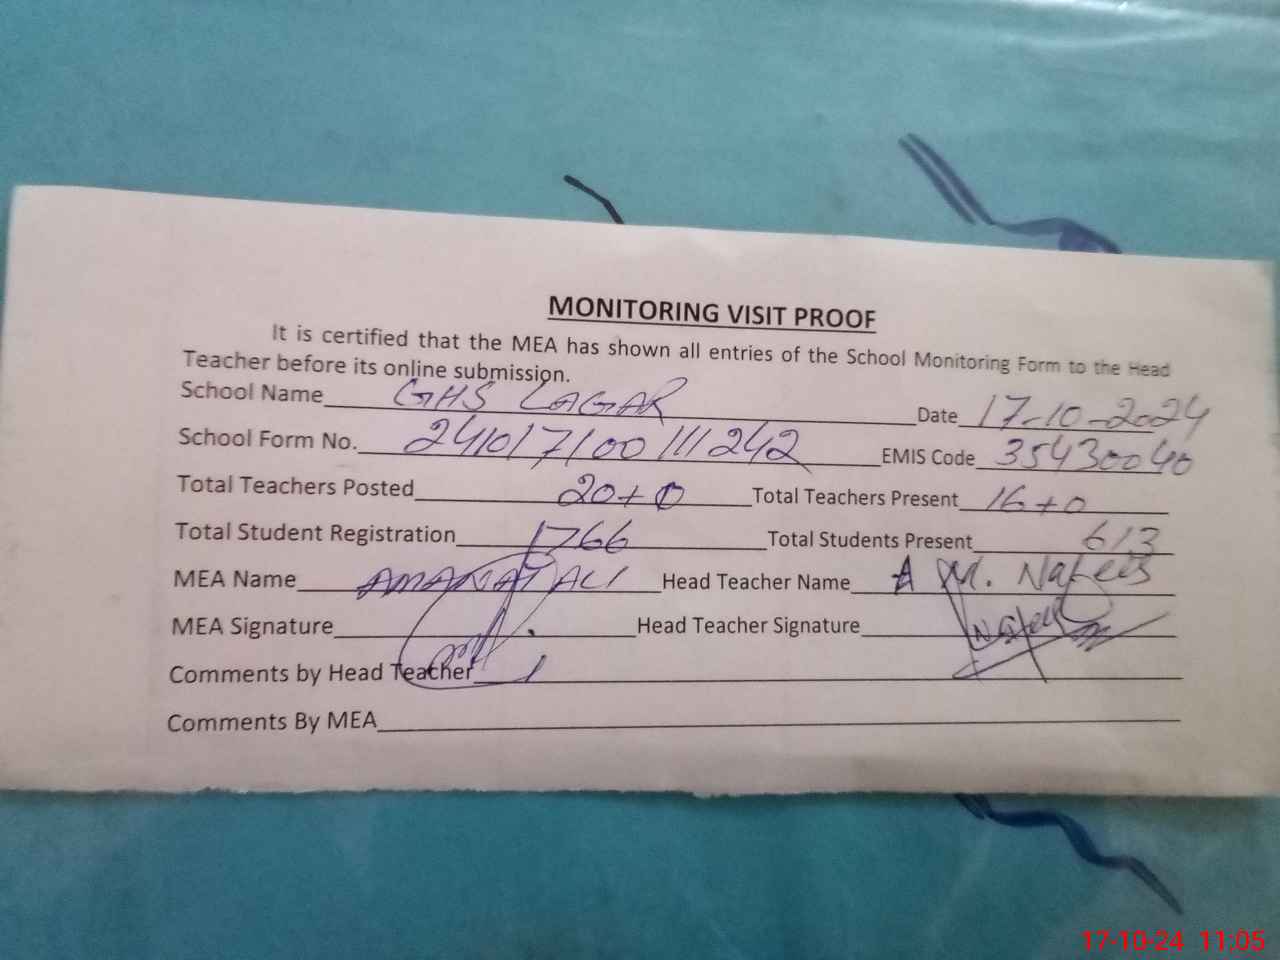 MONITORING VISIT PROOF
It is certified that the MEA has shown all entries of the School Monitoring Form to the Head
Teacher before its online submission.
School Name GHS LAGAR Date 17-10-2024
School Form No. 241017100111242 EMIS Code 35430040
Total Teachers Posted 20+0 Total Teachers Present 16+0
Total Student Registration 1766 Total Students Present 613
MEA Name AMANAT ALI Head Teacher Name M. Nafees
MEA Signature Head Teacher Signature Nafees
Comments by Head Teacher
Comments By MEA
17-10-24 11:05